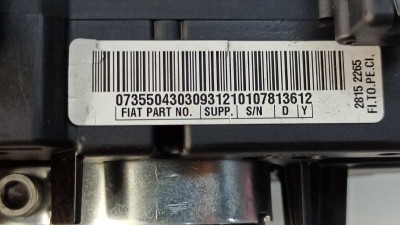 07355043030931210107813612
FIAT PART NO. SUPP. S/N D Y
2815 2265
FI.TO.PE.CI.